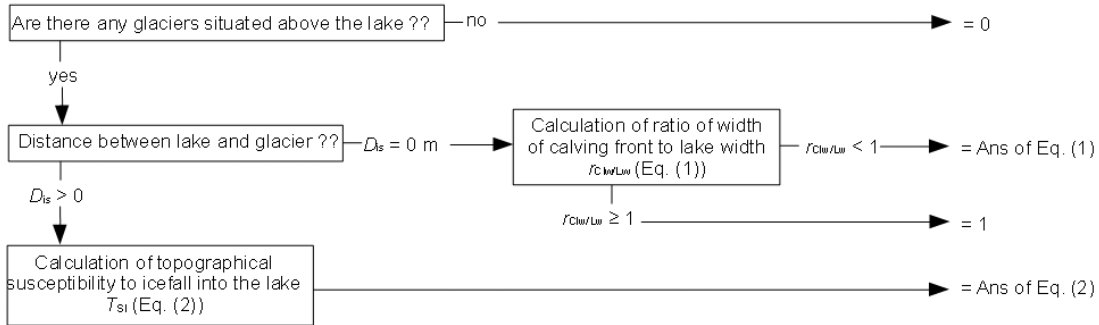 Are there any glaciers situated above the lake ??
no
= 0
yes
Distance between lake and glacier ??
Dis = 0 m
Calculation of ratio of width
of calving front to lake width
rClw/Lw (Eq. (1))
rClw/Lw < 1
= Ans of Eq. (1)
Dis > 0
rClw/Lw ≥ 1
= 1
Calculation of topographical
susceptibility to icefall into the lake
TSI (Eq. (2))
= Ans of Eq. (2)